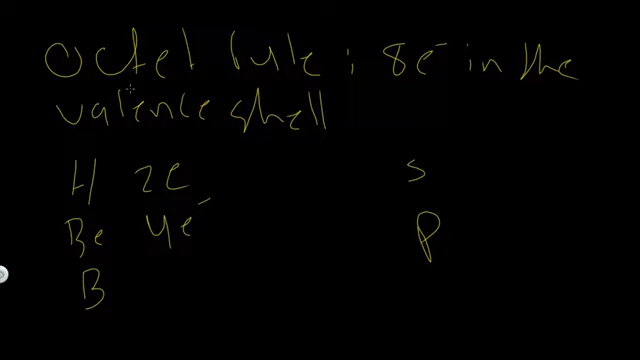 Octet rule : 8e⁻ in the
valence shell
H 2e⁻ S
Be 4e⁻ P
B